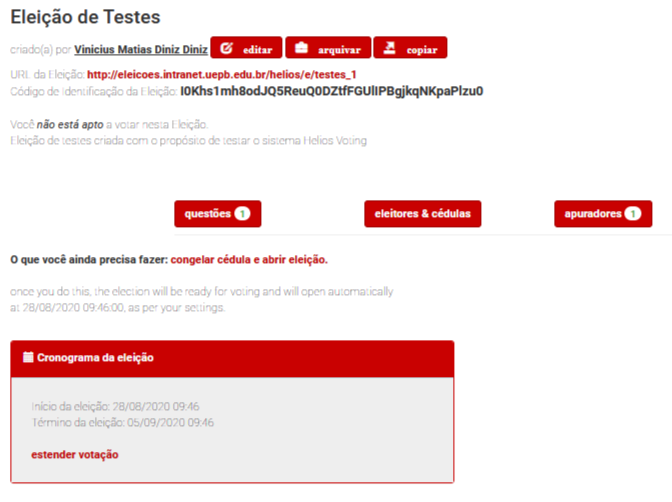 Eleição de Testes
criado(a) por Vinicius Matias Diniz Diniz editar arquivar copiar
URL da Eleição: http://eleicoes.intranet.uepb.edu.br/helios/e/testes_1
Código de Identificação da Eleição: I0Khs1mh8odJQ5ReuQ0DZtfFGUlIPBgjkqNKpaPlzu0
Você não está apto a votar nesta Eleição.
Eleição de testes criada com o propósito de testar o sistema Helios Voting
questões 1 eleitores & cédulas apuradores 1
O que você ainda precisa fazer: congelar cédula e abrir eleição.
once you do this, the election will be ready for voting and will open automatically
at 28/08/2020 09:46:00, as per your settings.
Cronograma da eleição
Início da eleição: 28/08/2020 09:46
Término da eleição: 05/09/2020 09:46
estender votação